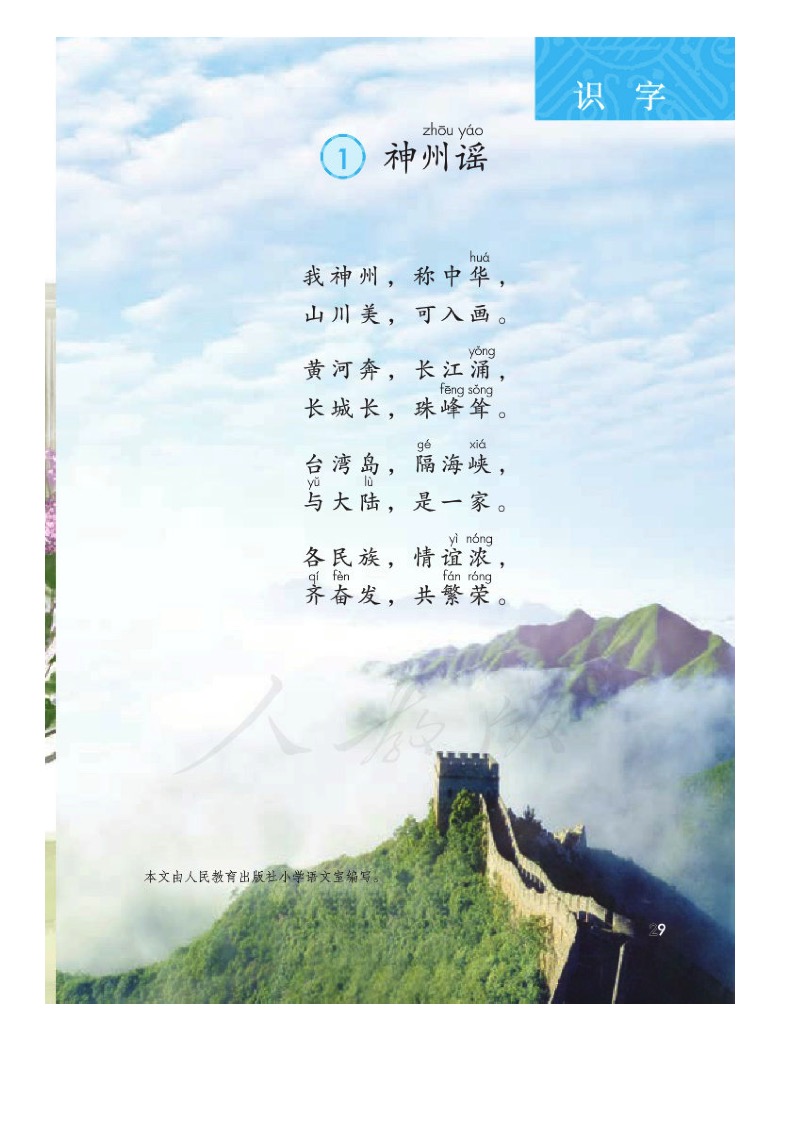 识 字
zhōu yáo
1 神州谣
huá
我神州，称中华，
山川美，可入画。
yǒng
黄河奔，长江涌，
fēng sǒng
长城长，珠峰耸。
gé xiá
台湾岛，隔海峡，
yǔ lù
与大陆，是一家。
yì nóng
各民族，情谊浓，
qí fèn fán róng
齐奋发，共繁荣。
人教版
本文由人民教育出版社小学语文室编写。
29